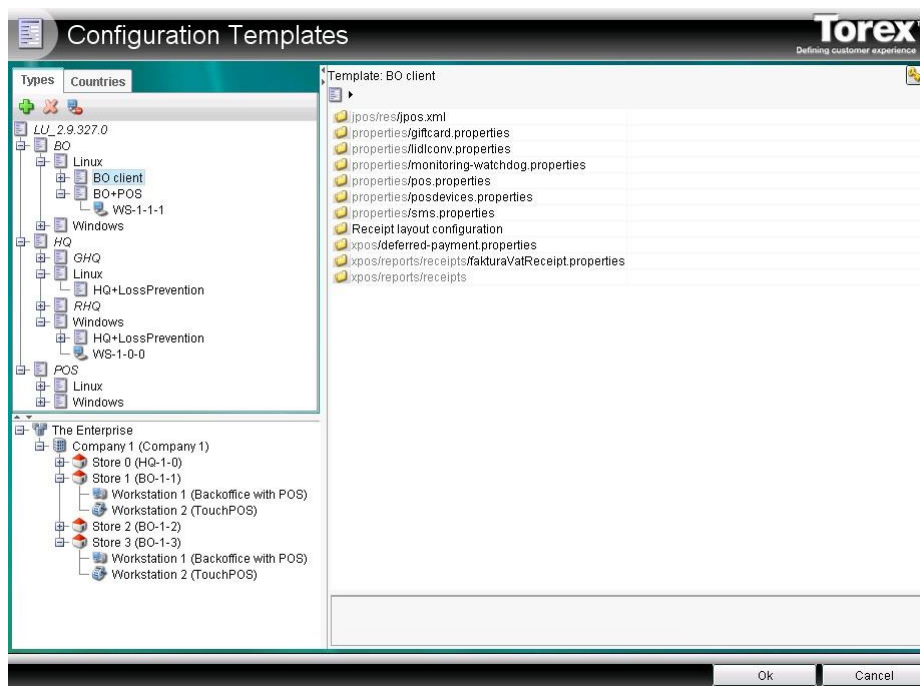 Configuration Templates
Torex
Defining customer experience
Types
Countries
LU_2.9.327.0
BO
Linux
BO client
BO+POS
WS-1-1-1
Windows
HQ
GHQ
Linux
HQ+LossPrevention
RHQ
Windows
HQ+LossPrevention
WS-1-0-0
POS
Linux
Windows
The Enterprise
Company 1 (Company 1)
Store 0 (HQ-1-0)
Store 1 (BO-1-1)
Workstation 1 (Backoffice with POS)
Workstation 2 (TouchPOS)
Store 2 (BO-1-2)
Store 3 (BO-1-3)
Workstation 1 (Backoffice with POS)
Workstation 2 (TouchPOS)
Template: BO client
jpos/res/jpos.xml
properties/giftcard.properties
properties/lidlconv.properties
properties/monitoring-watchdog.properties
properties/pos.properties
properties/posdevices.properties
properties/sms.properties
Receipt layout configuration
xpos/deferred-payment.properties
xpos/reports/receipts/fakturaVatReceipt.properties
xpos/reports/receipts
Ok
Cancel